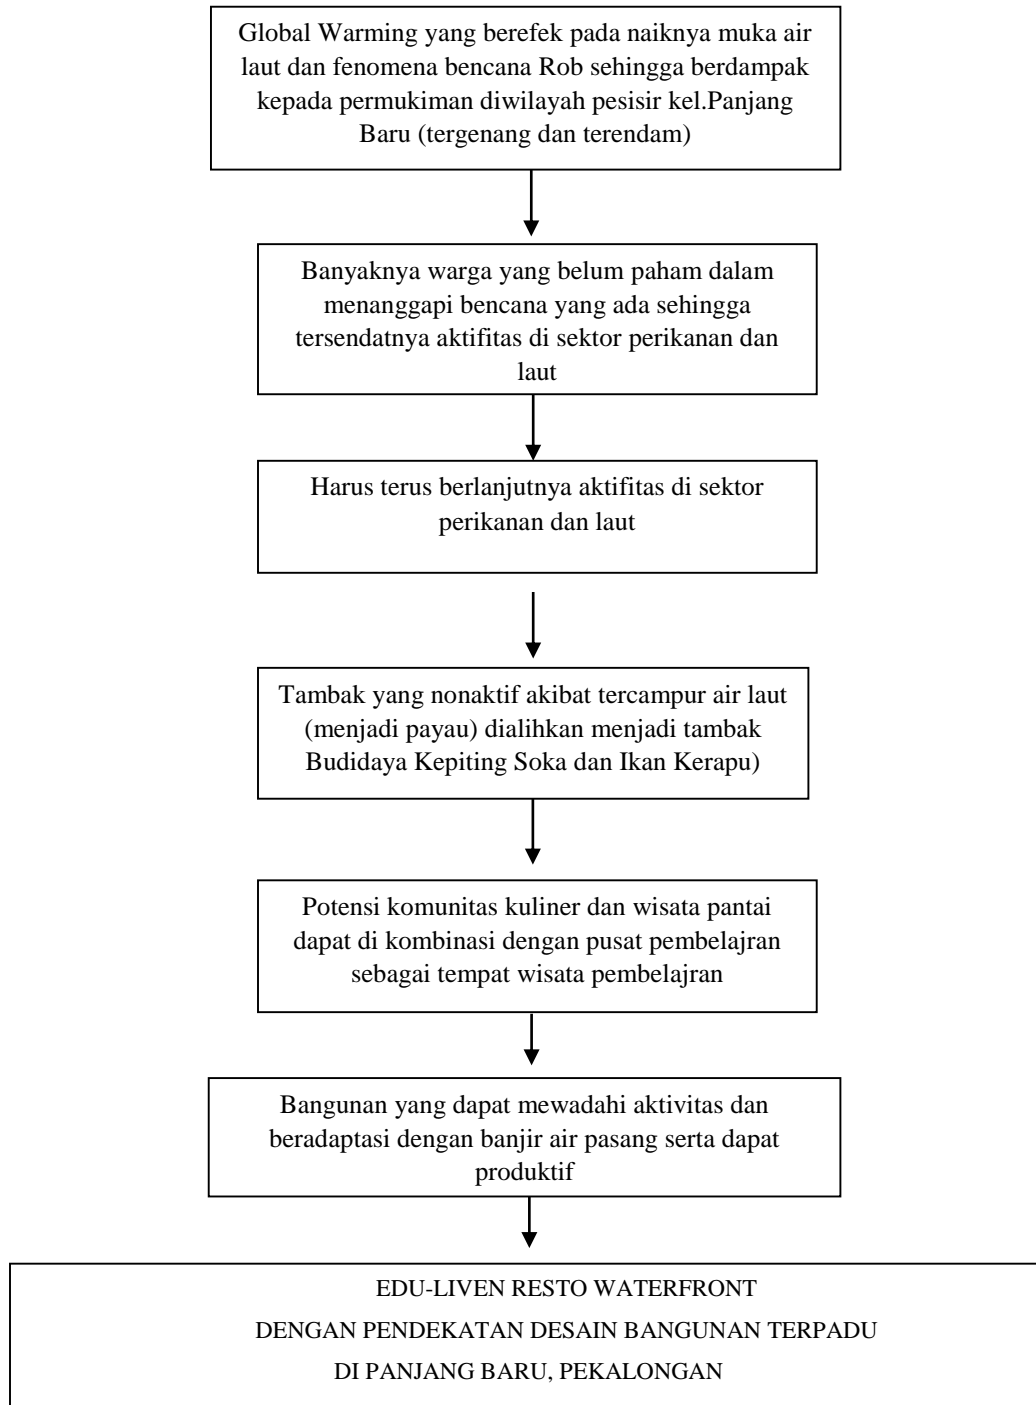 Global Warming yang berefek pada naiknya muka air
laut dan fenomena bencana Rob sehingga berdampak
kepada permukiman diwilayah pesisir kel.Panjang
Baru (tergenang dan terendam)
Banyaknya warga yang belum paham dalam
menanggapi bencana yang ada sehingga
tersendatnya aktifitas di sektor perikanan dan
laut
Harus terus berlanjutnya aktifitas di sektor
perikanan dan laut
Tambak yang nonaktif akibat tercampur air laut
(menjadi payau) dialihkan menjadi tambak
Budidaya Kepiting Soka dan Ikan Kerapu)
Potensi komunitas kuliner dan wisata pantai
dapat di kombinasi dengan pusat pembelajran
sebagai tempat wisata pembelajran
Bangunan yang dapat mewadahi aktivitas dan
beradaptasi dengan banjir air pasang serta dapat
produktif
EDU-LIVEN RESTO WATERFRONT
DENGAN PENDEKATAN DESAIN BANGUNAN TERPADU
DI PANJANG BARU, PEKALONGAN